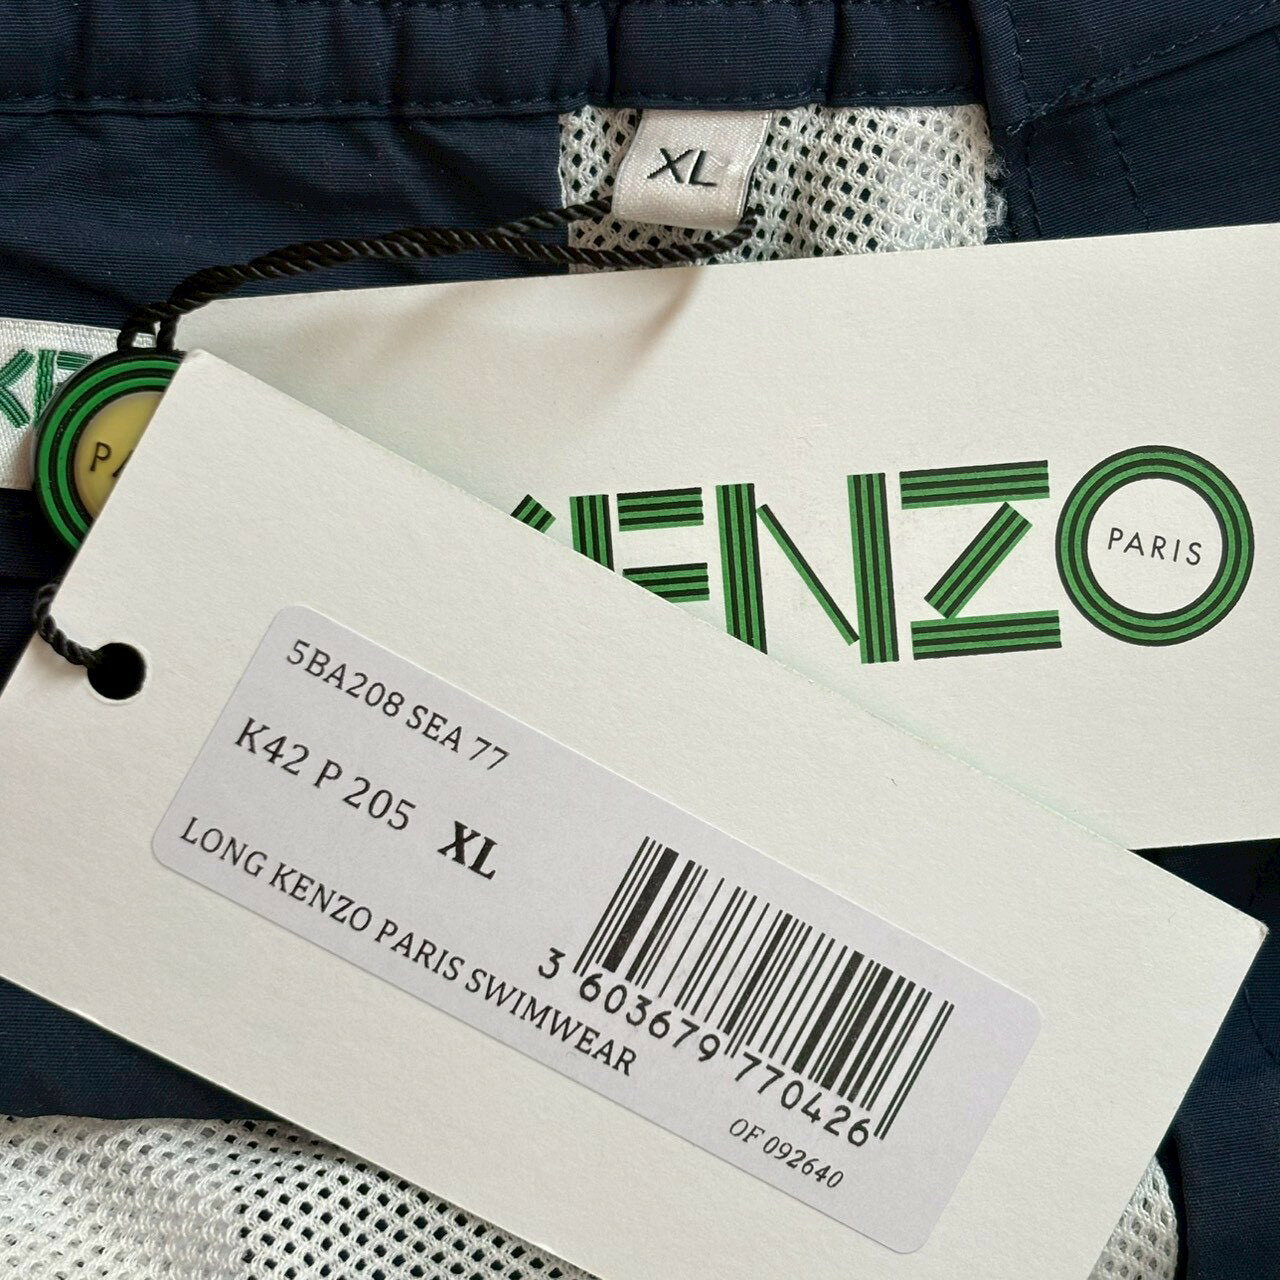 XL
KENZO
PARIS
5BA208 SEA 77
K42 P 205 XL
LONG KENZO PARIS SWIMWEAR
3 603679 770426
OF 092640